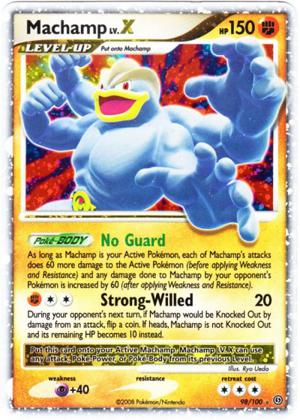 Machamp LV.X
HP 150
LEVEL-UP Put onto Machamp
Poké-BODY No Guard
As long as Machamp is your Active Pokémon, each of Machamp's attacks
does 60 more damage to the Active Pokémon (before applying Weakness
and Resistance) and any damage done to Machamp by your opponent's
Pokémon is increased by 60 (after applying Weakness and Resistance).
Strong-Willed 20
During your opponent's next turn, if Machamp would be Knocked Out by
damage from an attack, flip a coin. If heads, Machamp is not Knocked Out
and its remaining HP becomes 10 instead.
Put this card onto your Active Machamp. Machamp LV.X can use
any attack, Poké-Power, or Poké-Body from its previous Level.
Illus. Ryo Ueda
weakness resistance retreat cost
+40
©2008 Pokémon/Nintendo 98/100